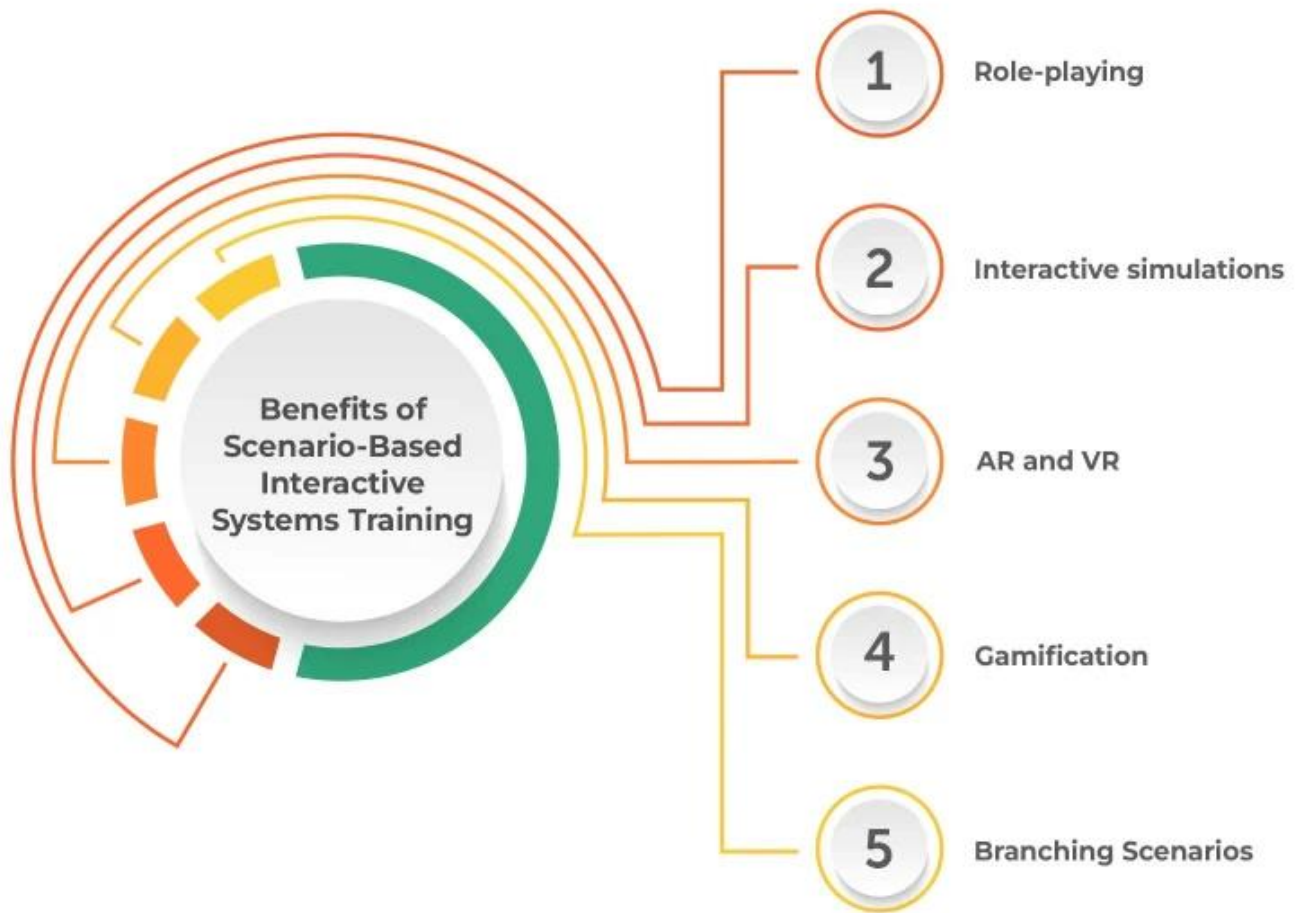 Benefits of
Scenario-Based
Interactive
Systems Training
1
Role-playing
2
Interactive simulations
3
AR and VR
4
Gamification
5
Branching Scenarios